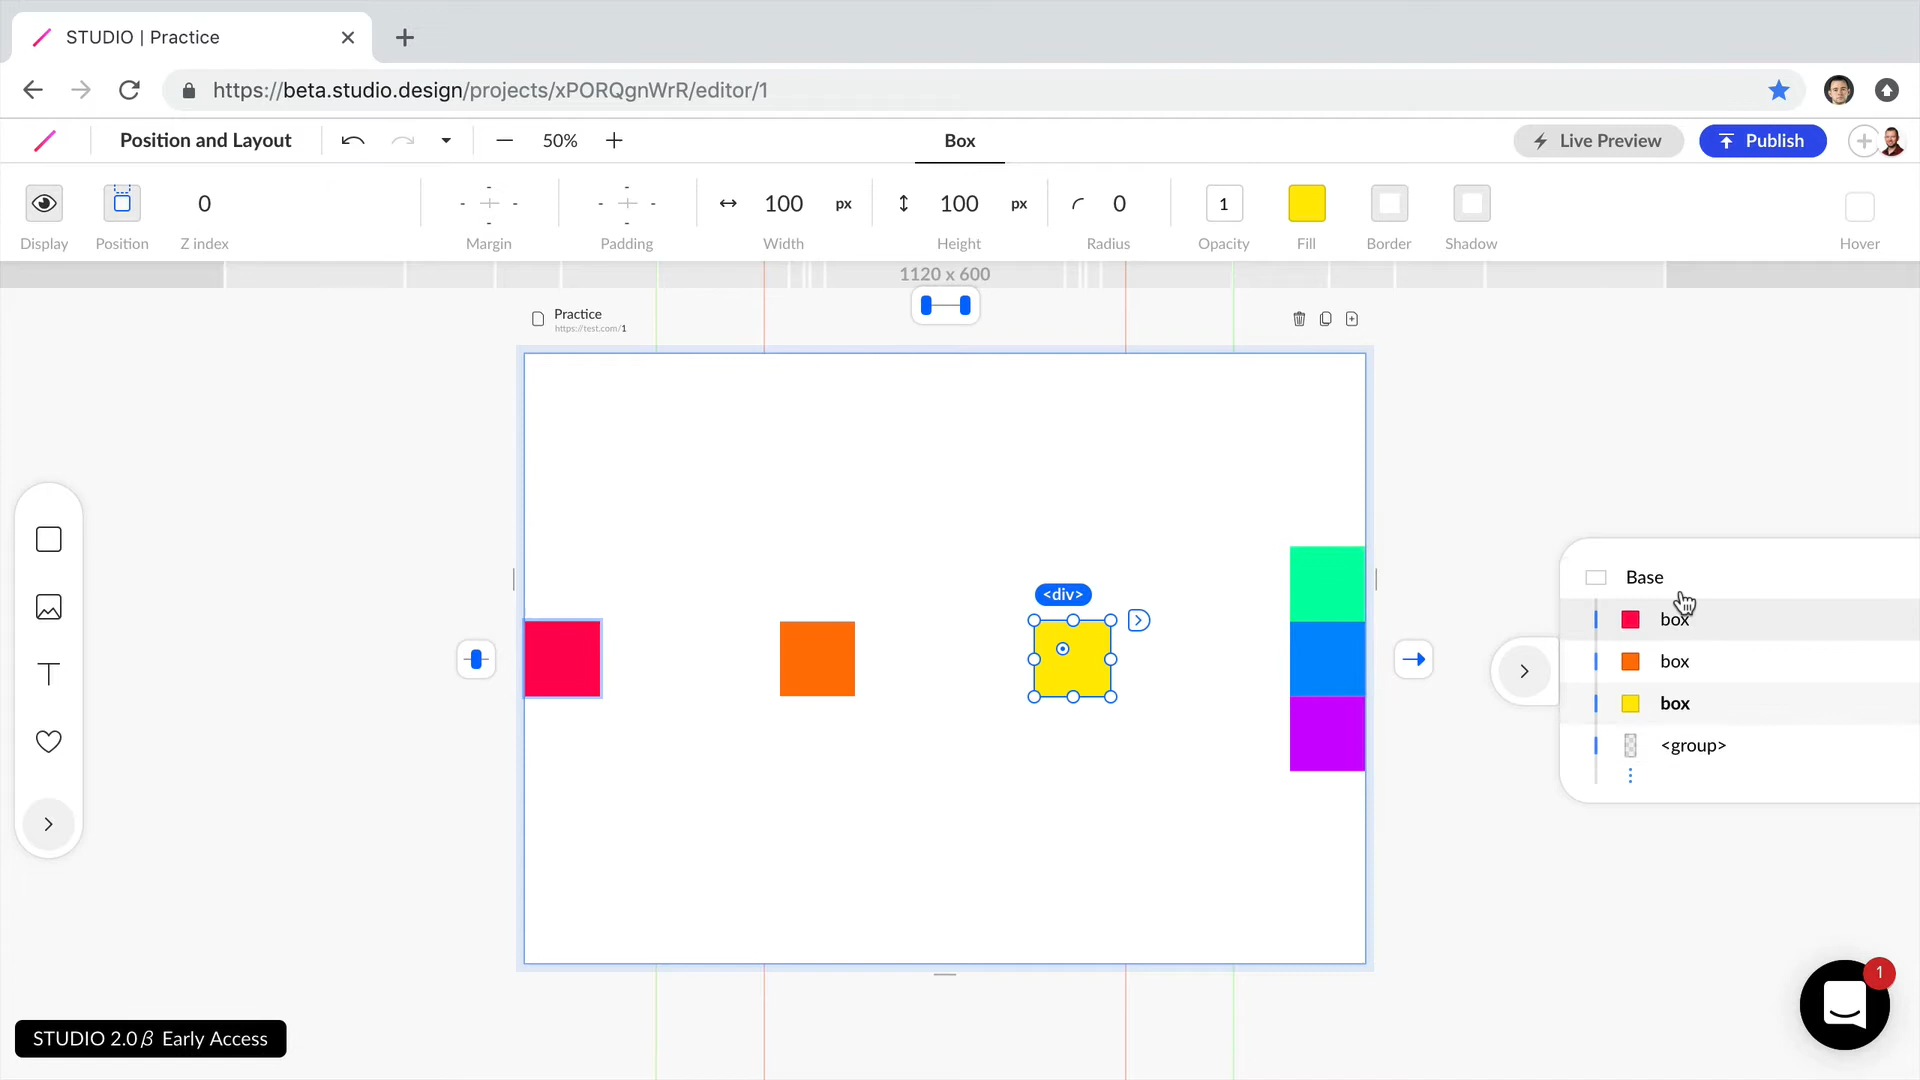 STUDIO | Practice
https://beta.studio.design/projects/xPORQgnWrR/editor/1
Position and Layout
50%
Box
Live Preview
Publish
0
100 px
100 px
0
1
Display
Position
Z index
Margin
Padding
Width
Height
Radius
Opacity
Fill
Border
Shadow
Hover
1120 x 600
Practice
https://test.com/1
<div>
T
Base
box
box
box
<group>
1
STUDIO 2.0 β Early Access